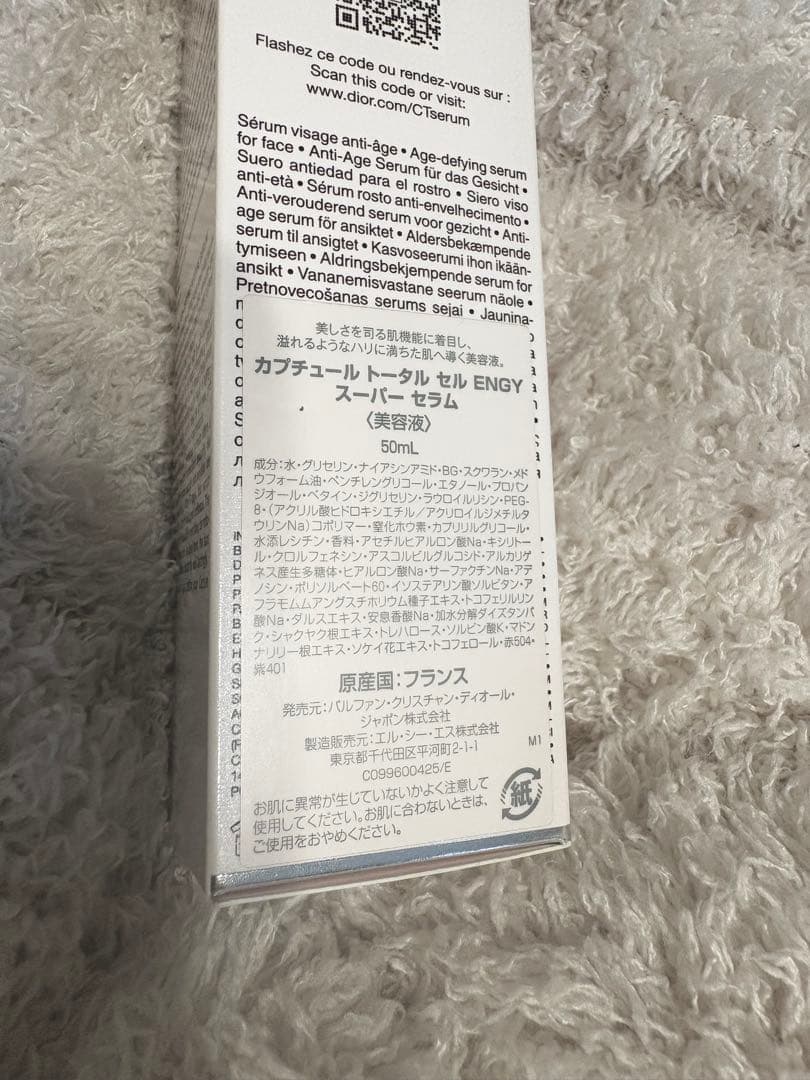 Flashez ce code ou rendez-vous sur :
Scan this code or visit:
www.dior.com/CTserum
Sérum visage anti-âge • Age-defying serum
for face • Anti-Age Serum für das Gesicht •
Suero antiedad para el rostro • Siero viso
anti-età • Sérum rosto anti-envelhecimento •
Anti-verouderend serum voor gezicht • Anti-
age serum för ansiktet • Aldersbekæmpende
serum til ansigtet • Kasvoseerumi ihon ikään-
tymiseen • Aldringsbekjempende serum for
ansikt • Vananemisvastane seerum näole •
Pretnovecošanas serums sejai • Jaunina-
美しさを司る肌機能に着目し、
溢れるようなハリに満ちた肌へ導く美容液。
カプチュール トータル セル ENGY
スーパー セラム
〈美容液〉
50mL
成分：水・グリセリン・ナイアシンアミド・BG・スクワラン・メド
ウフォーム油・ペンチレングリコール・エタノール・プロパン
ジオール・ベタイン・ジグリセリン・ラウロイルリシン・PEG-
8・（アクリル酸ヒドロキシエチル／アクリロイルジメチルタ
ウリンNa）コポリマー・窒化ホウ素・カプリリルグリコール・
水添レシチン・香料・アセチルヒアルロン酸Na・キシリトー
ル・クロルフェネシン・アスコルビルグルコシド・アルカリゲ
ネス産生多糖体・ヒアルロン酸Na・サーファクチンNa・アデ
ノシン・ポリソルベート60・イソステアリン酸ソルビタン・ア
フラモムムアングスチホリウム種子エキス・トコフェリルリン
酸Na・ダルスエキス・安息香酸Na・加水分解ダイズタンパ
ク・シャクヤク根エキス・トレハロース・ソルビン酸K・マドン
ナリリー根エキス・ソケイ花エキス・トコフェロール・赤504・
紫401
原産国：フランス
発売元：パルファン・クリスチャン・ディオール・
ジャポン株式会社
製造販売元：エル・シー・エス株式会社
東京都千代田区平河町2-1-1
C099600425/E
M1
お肌に異常が生じていないかよく注意して
使用してください。お肌に合わないときは、
ご使用をおやめください。
紙